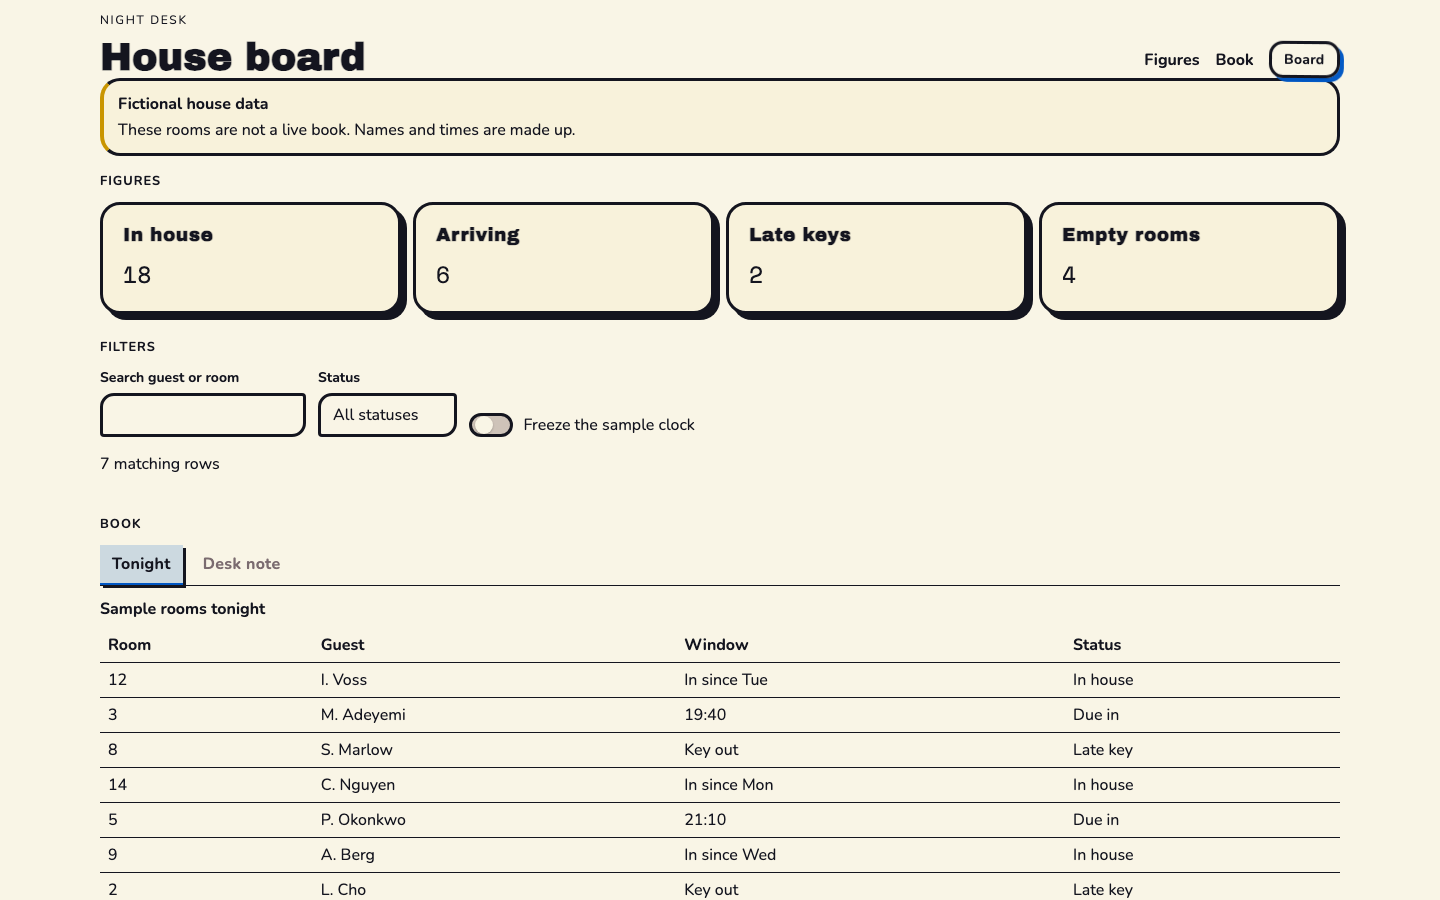 NIGHT DESK
House board
Figures Book Board
Fictional house data
These rooms are not a live book. Names and times are made up.
FIGURES
In house
18
Arriving
6
Late keys
2
Empty rooms
4
FILTERS
Search guest or room
Status
All statuses
Freeze the sample clock
7 matching rows
BOOK
Tonight Desk note
Sample rooms tonight
Room Guest Window Status
12 I. Voss In since Tue In house
3 M. Adeyemi 19:40 Due in
8 S. Marlow Key out Late key
14 C. Nguyen In since Mon In house
5 P. Okonkwo 21:10 Due in
9 A. Berg In since Wed In house
2 L. Cho Key out Late key